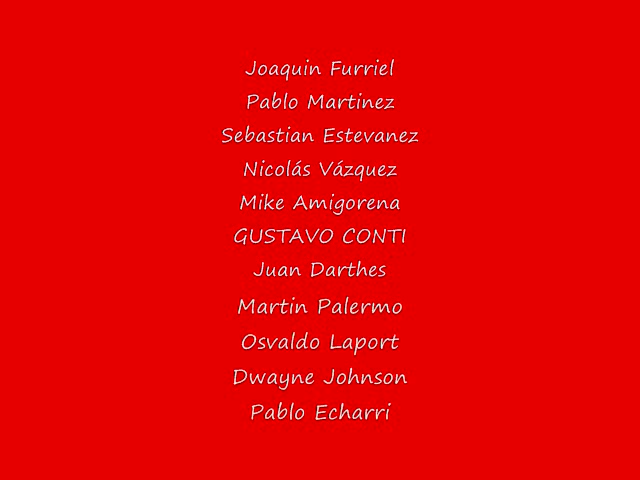 Joaquin Furriel
Pablo Martinez
Sebastian Estevanez
Nicolás Vázquez
Mike Amigorena
GUSTAVO CONTI
Juan Darthes
Martin Palermo
Osvaldo Laport
Dwayne Johnson
Pablo Echarri